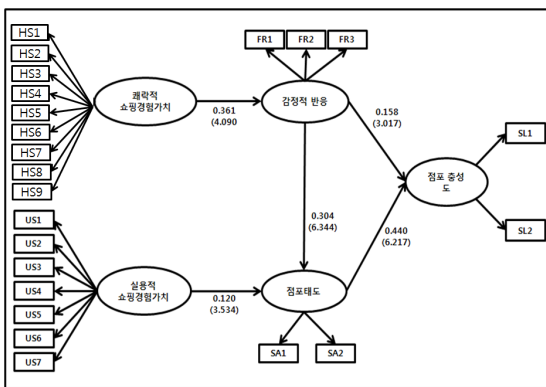 HS1
HS2
HS3
HS4
HS5
HS6
HS7
HS8
HS9
쾌락적
쇼핑경험가치
0.361
(4.090
FR1
FR2
FR3
감정적 반응
0.158
(3.017)
점포 충성
도
SL1
SL2
0.304
(6.344)
0.440
(6.217)
US1
US2
US3
US4
US5
US6
US7
실용적
쇼핑경험가치
0.120
(3.534)
점포태도
SA1
SA2